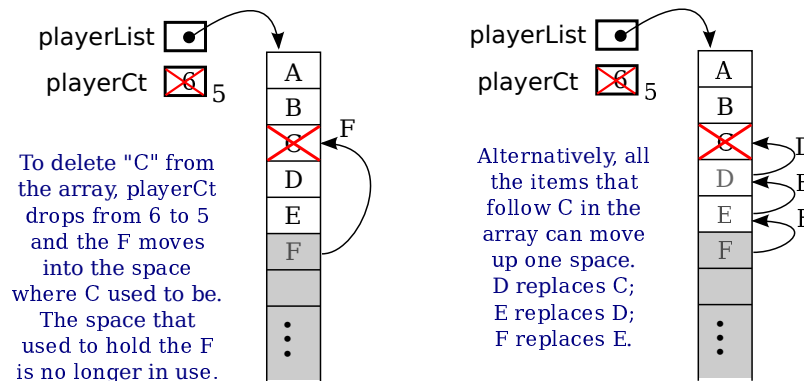 playerList
playerCt 6 5
A
B
C
D
E
F
F
To delete "C" from
the array, playerCt
drops from 6 to 5
and the F moves
into the space
where C used to be.
The space that
used to hold the F
is no longer in use.
playerList
playerCt 6 5
A
B
C
D
E
F
D
Alternatively, all
the items that
follow C in the
array can move
up one space.
D replaces C;
E replaces D;
F replaces E.